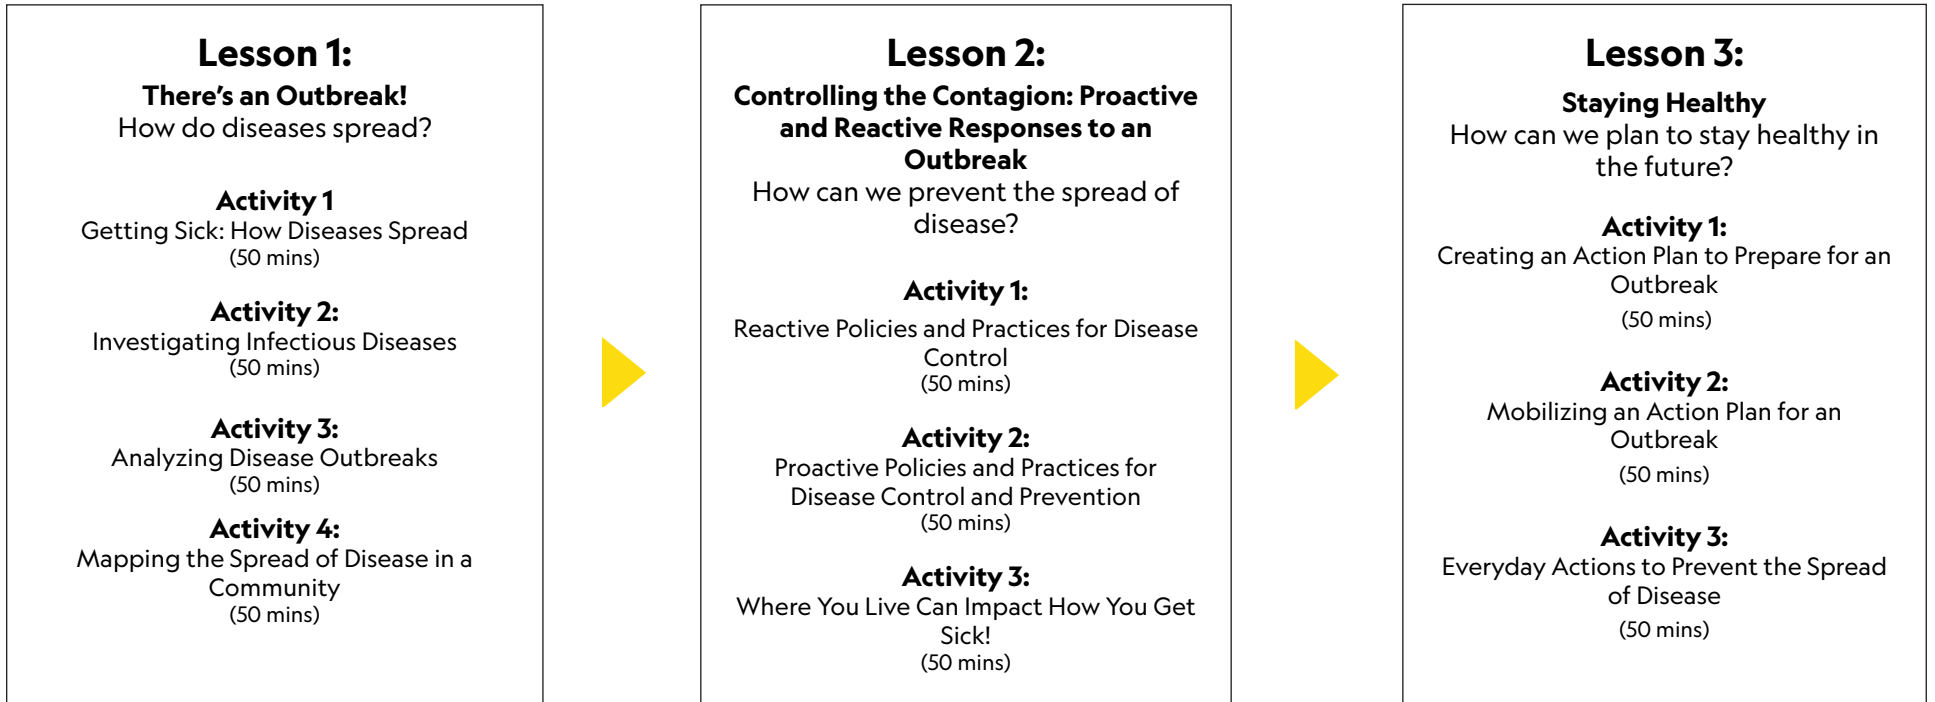 Lesson 1:
There's an Outbreak!
How do diseases spread?
Activity 1
Getting Sick: How Diseases Spread
(50 mins)
Activity 2:
Investigating Infectious Diseases
(50 mins)
Activity 3:
Analyzing Disease Outbreaks
(50 mins)
Activity 4:
Mapping the Spread of Disease in a
Community
(50 mins)
Lesson 2:
Controlling the Contagion: Proactive
and Reactive Responses to an
Outbreak
How can we prevent the spread of
disease?
Activity 1:
Reactive Policies and Practices for Disease
Control
(50 mins)
Activity 2:
Proactive Policies and Practices for
Disease Control and Prevention
(50 mins)
Activity 3:
Where You Live Can Impact How You Get
Sick!
(50 mins)
Lesson 3:
Staying Healthy
How can we plan to stay healthy in
the future?
Activity 1:
Creating an Action Plan to Prepare for an
Outbreak
(50 mins)
Activity 2:
Mobilizing an Action Plan for an
Outbreak
(50 mins)
Activity 3:
Everyday Actions to Prevent the Spread
of Disease
(50 mins)